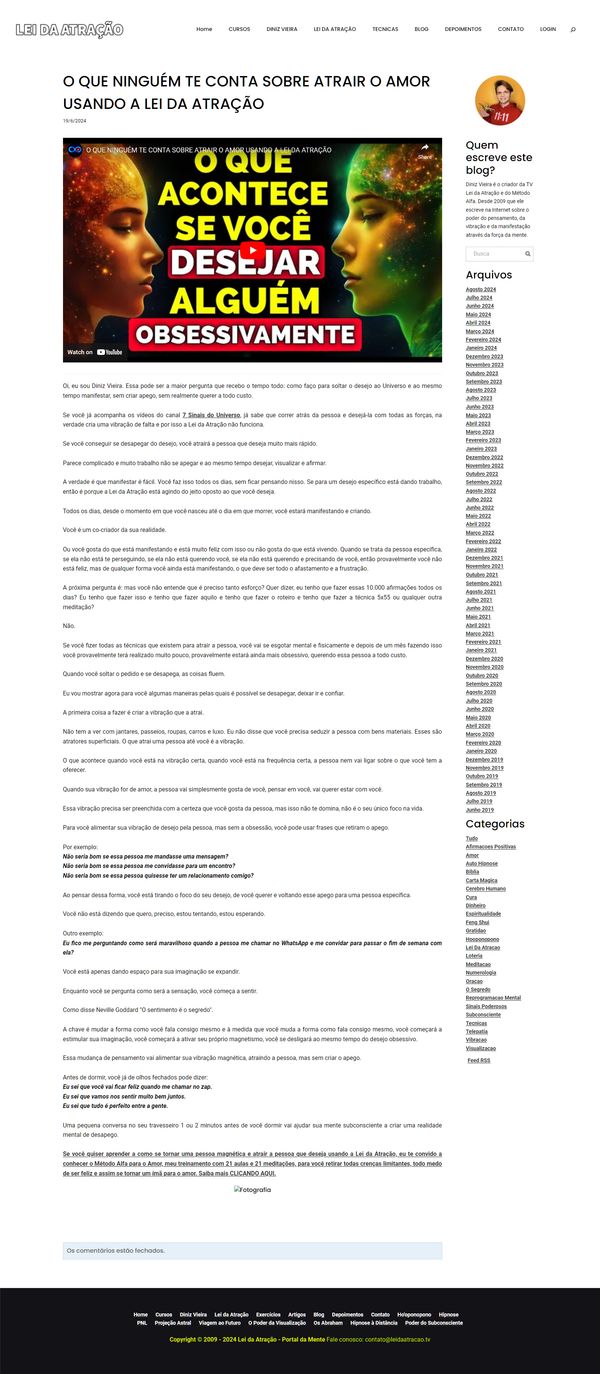 LEI DA ATRAÇÃO
Home CURSOS DINIZ VIEIRA LEI DA ATRAÇÃO TECNICAS BLOG DEPOIMENTOS CONTATO LOGIN
O QUE NINGUÉM TE CONTA SOBRE ATRAIR O AMOR
USANDO A LEI DA ATRAÇÃO
19/6/2024
O QUE NINGUÉM TE CONTA SOBRE ATRAIR O AMOR USANDO A LEI DA ATRAÇÃO
Share
O QUE
ACONTECE
SE VOCÊ
DESEJAR
ALGUÉM
OBSESSIVAMENTE
Watch on YouTube
Oi, eu sou Diniz Vieira. Essa pode ser a maior pergunta que recebo o tempo todo: como faço para soltar o desejo ao Universo e ao mesmo
tempo manifestar, sem criar apego, sem realmente querer a todo custo.
Se você já acompanha os vídeos do canal 7 Sinais do Universo, já sabe que correr atrás da pessoa e desejá-la com todas as forças, na
verdade cria uma vibração de falta e por isso a Lei da Atração não funciona.
Se você conseguir se desapegar do desejo, você atrairá a pessoa que deseja muito mais rápido.
Parece complicado e muito trabalho não se apegar e ao mesmo tempo desejar, visualizar e afirmar.
A verdade é que manifestar é fácil. Você faz isso todos os dias, sem ficar pensando nisso. Se para um desejo específico está dando trabalho,
então é porque a Lei da Atração está agindo do jeito oposto ao que você deseja.
Todos os dias, desde o momento em que você nasceu até o dia em que morrer, você estará manifestando e criando.
Você é um co-criador da sua realidade.
Ou você gosta do que está manifestando e está muito feliz com isso ou não gosta do que está vivendo. Quando se trata da pessoa específica,
se ela não está te perseguindo, se ela não está querendo você, se ela não está querendo e precisando de você, então provavelmente você não
está feliz, mas de qualquer forma você ainda está manifestando, o que deve ser todo o afastamento e a frustração.
A próxima pergunta é: mas você não entende que é preciso tanto esforço? Quer dizer, eu tenho que fazer essas 10.000 afirmações todos os
dias? Eu tenho que fazer isso e tenho que fazer aquilo e tenho que fazer o roteiro e tenho que fazer a técnica 5x55 ou qualquer outra
meditação?
Não.
Se você fizer todas as técnicas que existem para atrair a pessoa, você vai se esgotar mental e fisicamente e depois de um mês fazendo isso
você provavelmente terá realizado muito pouco, provavelmente estará ainda mais obsessivo, querendo essa pessoa a todo custo.
Quando você soltar o pedido e se desapega, as coisas fluem.
Eu vou mostrar agora para você algumas maneiras pelas quais é possível se desapegar, deixar ir e confiar.
A primeira coisa a fazer é criar a vibração que a atrai.
Não tem a ver com jantares, passeios, roupas, carros e luxo. Eu não disse que você precisa seduzir a pessoa com bens materiais. Esses são
atratores superficiais. O que atrai uma pessoa até você é a vibração.
O que acontece quando você está na vibração certa, quando você está na frequência certa, a pessoa nem vai ligar sobre o que você tem a
oferecer.
Quando sua vibração for de amor, a pessoa vai simplesmente gosta de você, pensar em você, vai querer estar com você.
Essa vibração precisa ser preenchida com a certeza que você gosta da pessoa, mas isso não te domina, não é o seu único foco na vida.
Para você alimentar sua vibração de desejo pela pessoa, mas sem a obsessão, você pode usar frases que retiram o apego.
Por exemplo:
Não seria bom se essa pessoa me mandasse uma mensagem?
Não seria bom se essa pessoa me convidasse para um encontro?
Não seria bom se essa pessoa quisesse ter um relacionamento comigo?
Ao pensar dessa forma, você está tirando o foco do seu desejo, de você querer e voltando esse apego para uma pessoa específica.
Você não está dizendo que quero, preciso, estou tentando, estou esperando.
Outro exemplo:
Eu fico me perguntando como será maravilhoso quando a pessoa me chamar no WhatsApp e me convidar para passar o fim de semana com
ela?
Você está apenas dando espaço para sua imaginação se expandir.
Enquanto você se pergunta como será a sensação, você começa a sentir.
Como disse Neville Goddard "O sentimento é o segredo".
A chave é mudar a forma como você fala consigo mesmo e à medida que você muda a forma como fala consigo mesmo, você começará a
estimular sua imaginação, você começará a ativar seu próprio magnetismo, você se desligará ao mesmo tempo do desejo obsessivo.
Essa mudança de pensamento vai alimentar sua vibração magnética, atraindo a pessoa, mas sem criar o apego.
Antes de dormir, você já de olhos fechados pode dizer:
Eu sei que você vai ficar feliz quando me chamar no zap.
Eu sei que vamos nos sentir muito bem juntos.
Eu sei que tudo é perfeito entre a gente.
Uma pequena conversa no seu travesseiro 1 ou 2 minutos antes de você dormir vai ajudar sua mente subconsciente a criar uma realidade
mental de desapego.
Se você quiser aprender a como se tornar uma pessoa magnética e atrair a pessoa que deseja usando a Lei da Atração, eu te convido a
conhecer o Método Alfa para o Amor, meu treinamento com 21 aulas e 21 meditações, para você retirar todas crenças limitantes, todo medo
de ser feliz e assim se tornar um ímã para o amor. Saiba mais CLICANDO AQUI.
Fotografia
Os comentários estão fechados.
11:11
Quem
escreve este
blog?
Diniz Vieira é o criador da TV
Lei da Atração e do Método
Alfa. Desde 2009 que ele
escreve na Internet sobre o
poder do pensamento, da
vibração e da manifestação
através da força da mente.
Busca
Arquivos
Agosto 2024
Julho 2024
Junho 2024
Maio 2024
Abril 2024
Março 2024
Fevereiro 2024
Janeiro 2024
Dezembro 2023
Novembro 2023
Outubro 2023
Setembro 2023
Agosto 2023
Julho 2023
Junho 2023
Maio 2023
Abril 2023
Março 2023
Fevereiro 2023
Janeiro 2023
Dezembro 2022
Novembro 2022
Outubro 2022
Setembro 2022
Agosto 2022
Julho 2022
Junho 2022
Maio 2022
Abril 2022
Março 2022
Fevereiro 2022
Janeiro 2022
Dezembro 2021
Novembro 2021
Outubro 2021
Setembro 2021
Agosto 2021
Julho 2021
Junho 2021
Maio 2021
Abril 2021
Março 2021
Fevereiro 2021
Janeiro 2021
Dezembro 2020
Novembro 2020
Outubro 2020
Setembro 2020
Agosto 2020
Julho 2020
Junho 2020
Maio 2020
Abril 2020
Março 2020
Fevereiro 2020
Janeiro 2020
Dezembro 2019
Novembro 2019
Outubro 2019
Setembro 2019
Agosto 2019
Julho 2019
Junho 2019
Categorias
Tudo
Afirmacoes Positivas
Amor
Auto Hipnose
Biblia
Carta Magica
Cerebro Humano
Cura
Dinheiro
Espiritualidade
Feng Shui
Gratidao
Hooponopono
Lei Da Atracao
Loteria
Meditacao
Numerologia
Oracao
O Segredo
Reprogramacao Mental
Sinais Poderosos
Subconsciente
Tecnicas
Telepatia
Vibracao
Visualizacao
Feed RSS
Home Cursos Diniz Vieira Lei da Atração Exercícios Artigos Blog Depoimentos Contato Ho'oponopono Hipnose
PNL Projeção Astral Viagem ao Futuro O Poder da Visualização Os Abraham Hipnose à Distância Poder do Subconsciente
Copyright © 2009 - 2024 Lei da Atração - Portal da Mente Fale conosco: contato@leidaatracao.tv